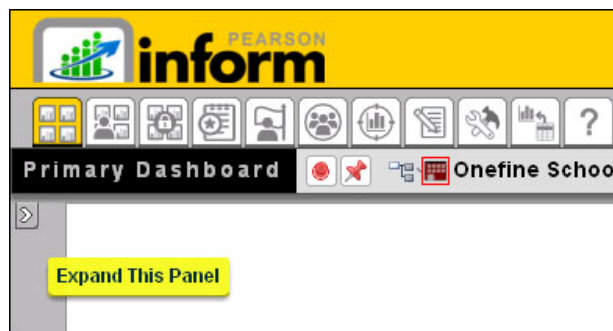 PEARSON
inform
?
Primary Dashboard Onefine Schoo
Expand This Panel